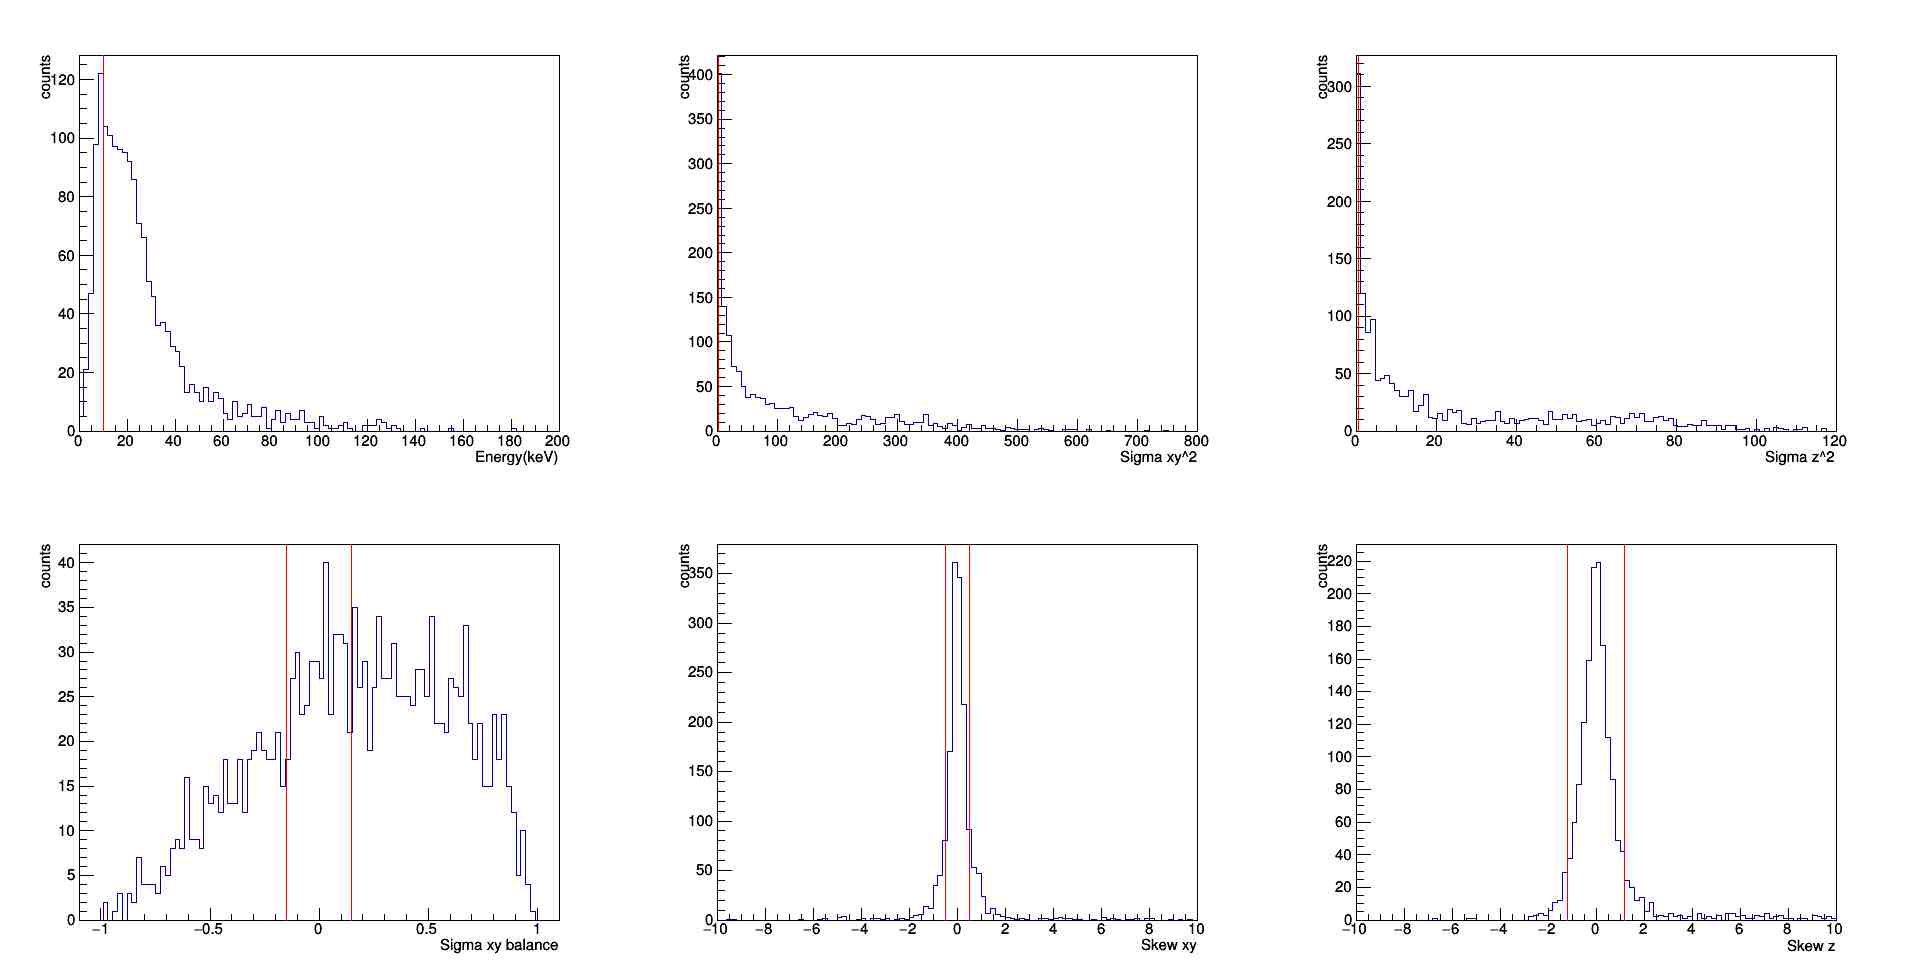 counts
120
100
80
60
40
20
0
0 20 40 60 80 100 120 140 160 180 200
Energy(keV)
counts
400
350
300
250
200
150
100
50
0
0 100 200 300 400 500 600 700 800
Sigma xy^2
counts
300
250
200
150
100
50
0
0 20 40 60 80 100 120
Sigma z^2
counts
40
35
30
25
20
15
10
5
0
−1 −0.5 0 0.5 1
Sigma xy balance
counts
350
300
250
200
150
100
50
0
−10 −8 −6 −4 −2 0 2 4 6 8 10
Skew xy
counts
220
200
180
160
140
120
100
80
60
40
20
0
−10 −8 −6 −4 −2 0 2 4 6 8 10
Skew z